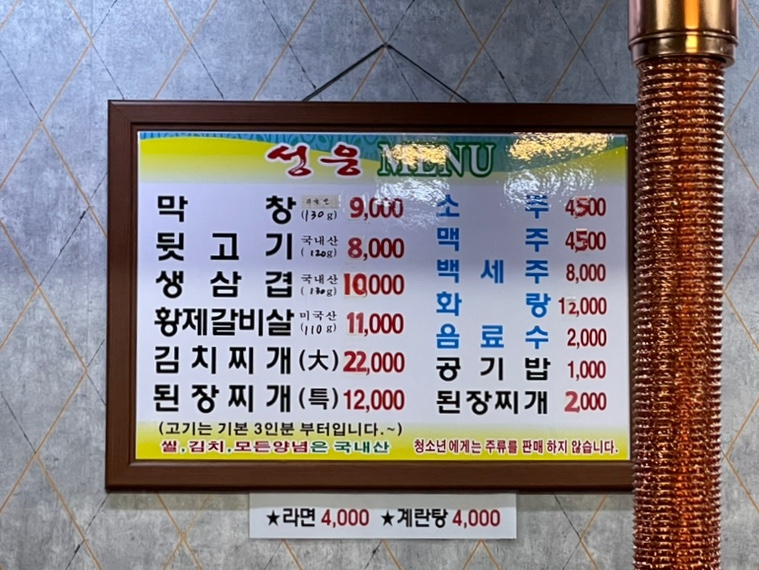 성웅 MENU
막창 (130g) 9,000
뒷고기 국내산 (120g) 8,000
생삼겹 국내산 (130g) 10,000
황제갈비살 미국산 (110g) 11,000
김치찌개(大) 22,000
된장찌개(특) 12,000
(고기는 기본 3인분 부터입니다.~)
쌀.김치.모든양념은 국내산
소주 4,500
맥주 4,500
백세주 8,000
화랑 12,000
음료수 2,000
공기밥 1,000
된장찌개 2,000
청소년에게는 주류를 판매 하지 않습니다.
★라면 4,000 ★계란탕 4,000